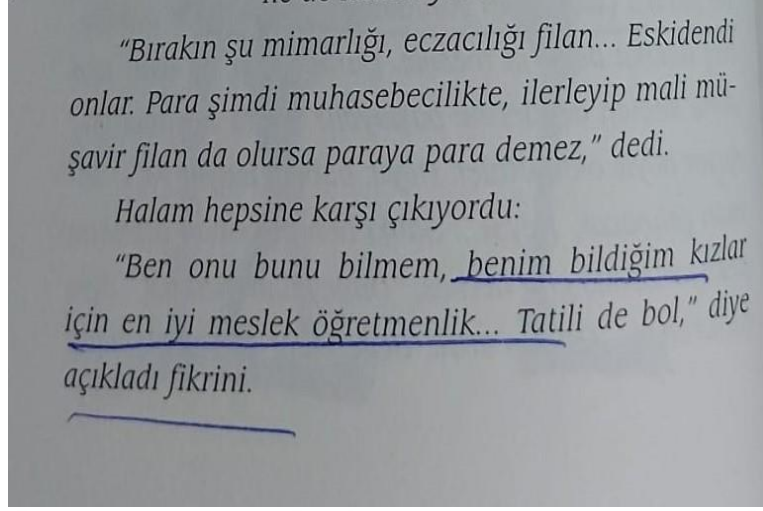 “Bırakın şu mimarlığı, eczacılığı filan... Eskidendi
onlar. Para şimdi muhasebecilikte, ilerleyip mali mü-
şavir filan da olursa paraya para demez,” dedi.
Halam hepsine karşı çıkıyordu:
“Ben onu bunu bilmem, benim bildiğim kızlar
için en iyi meslek öğretmenlik... Tatili de bol,” diye
açıkladı fikrini.